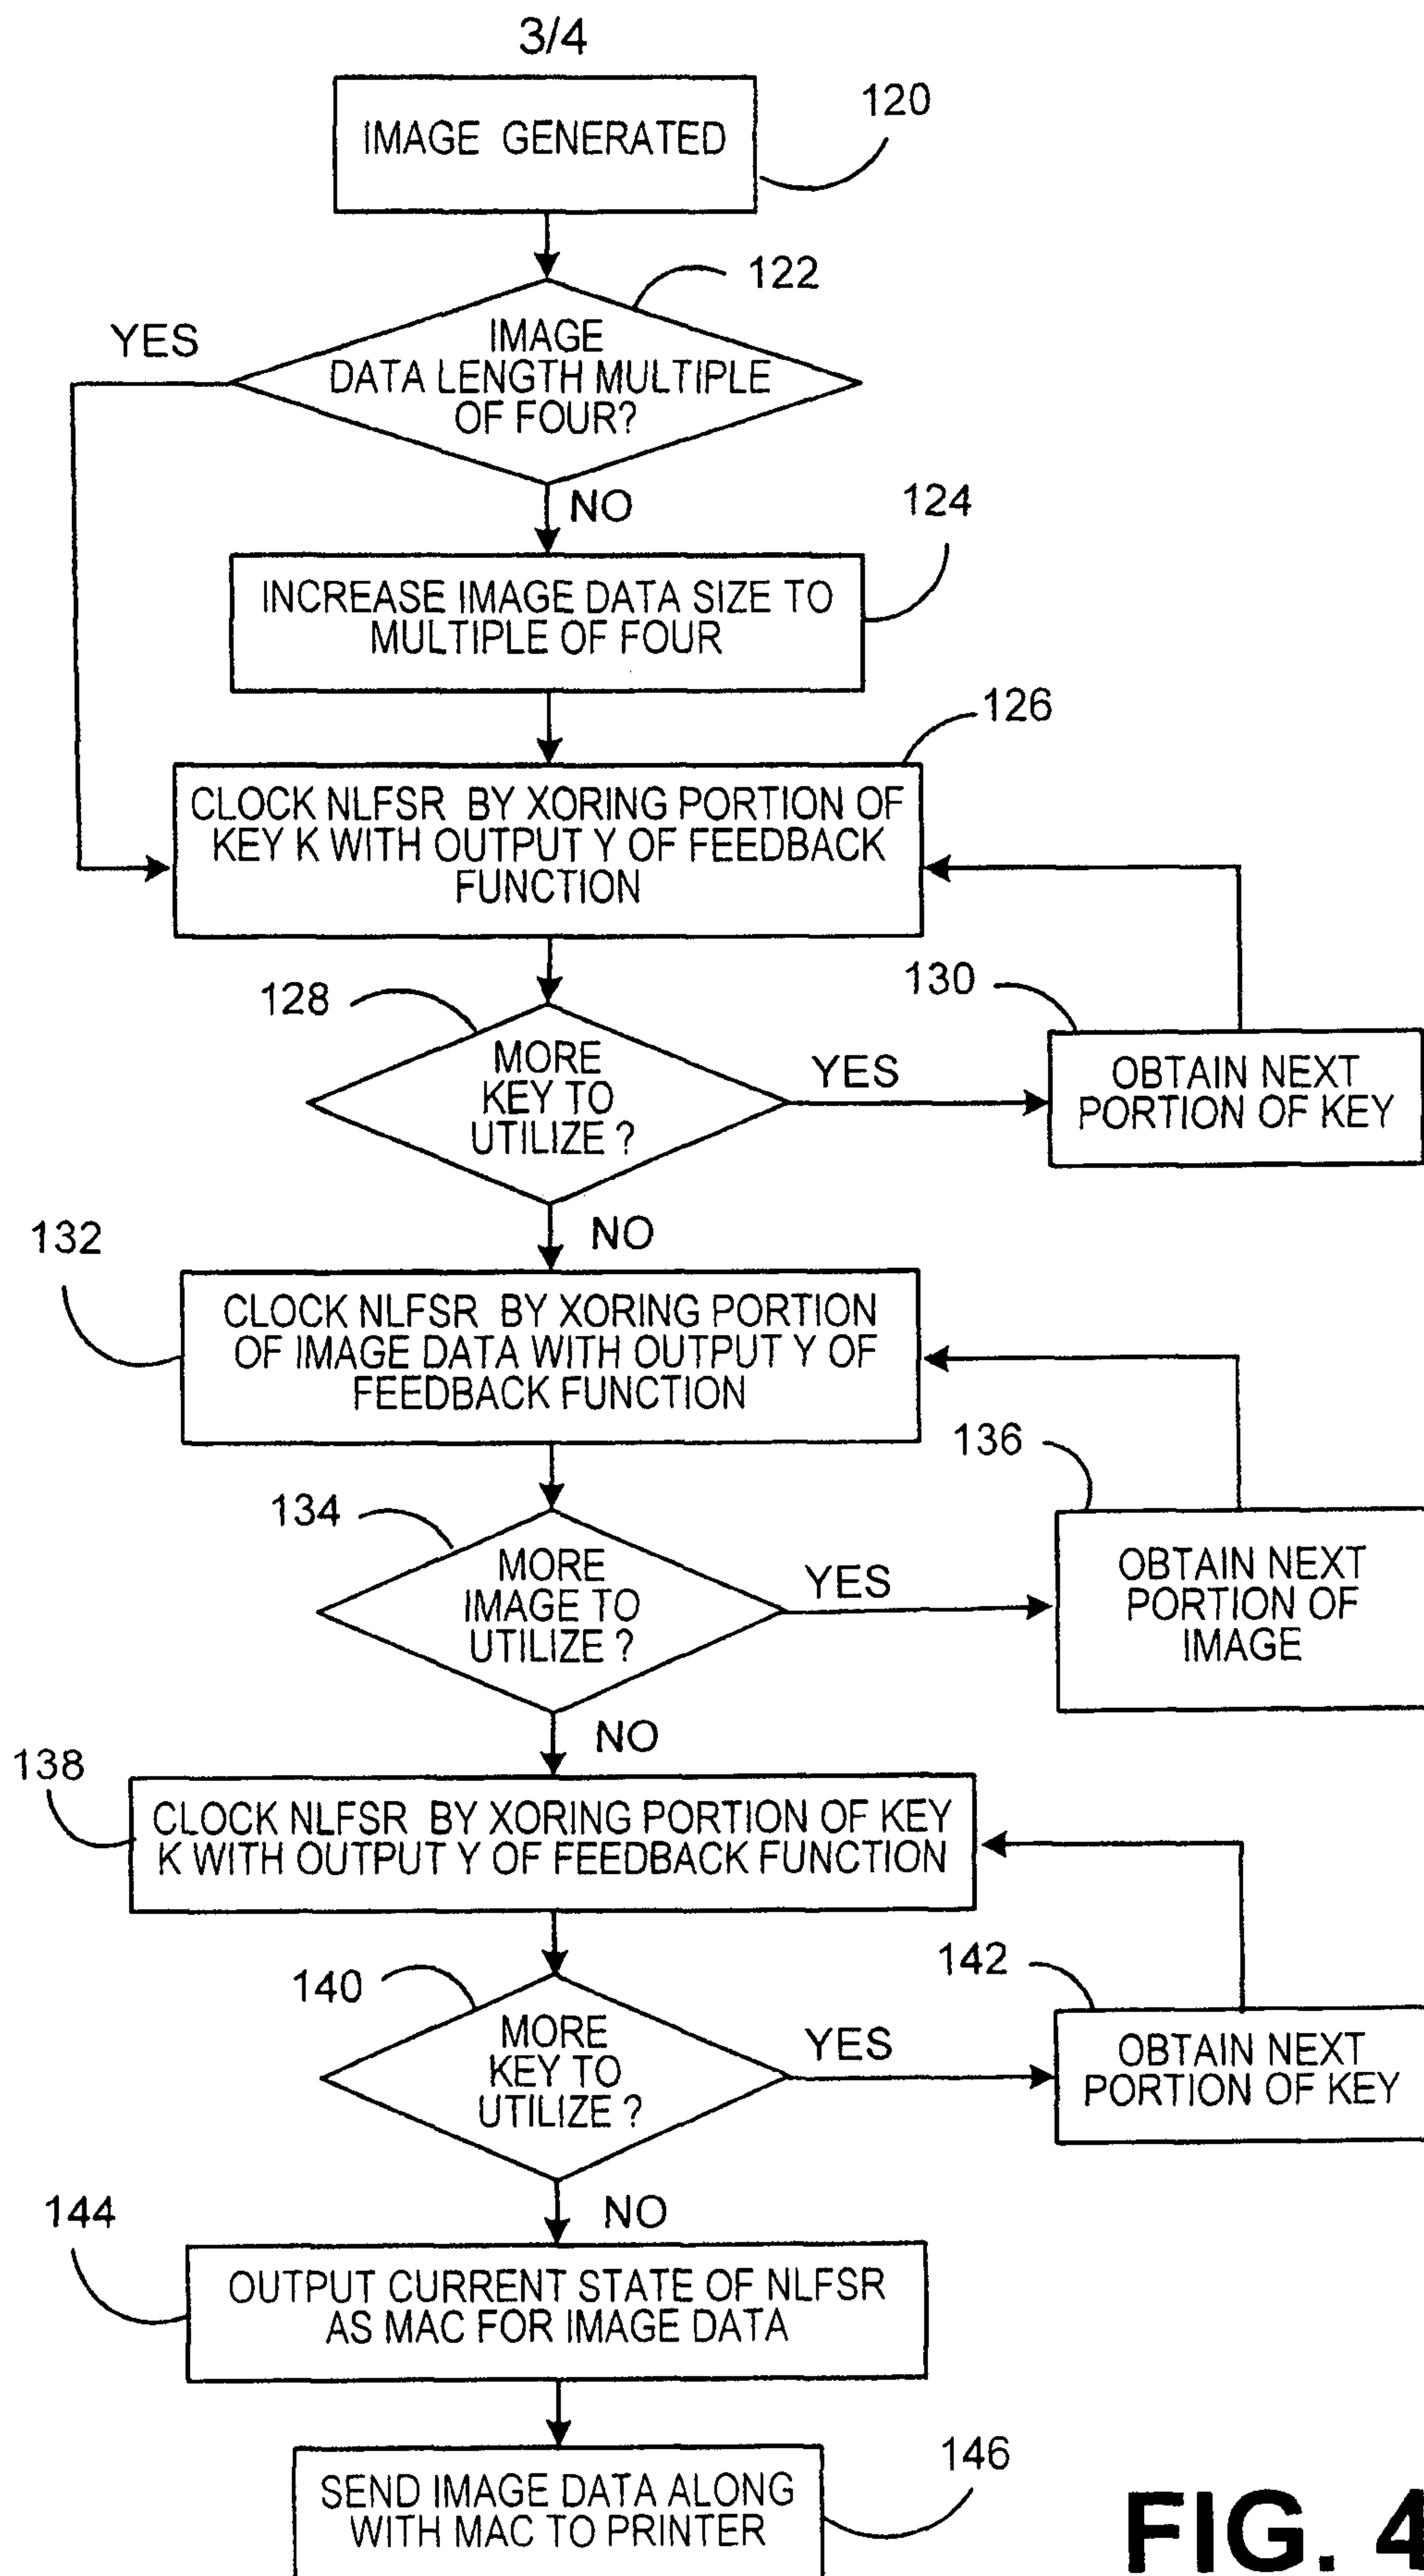 3/4
IMAGE GENERATED
120
122
YES
IMAGE
DATA LENGTH MULTIPLE
OF FOUR?
NO
124
INCREASE IMAGE DATA SIZE TO
MULTIPLE OF FOUR
126
CLOCK NLFSR BY XORING PORTION OF
KEY K WITH OUTPUT Y OF FEEDBACK
FUNCTION
128
130
MORE
KEY TO
UTILIZE ?
YES
OBTAIN NEXT
PORTION OF KEY
NO
132
CLOCK NLFSR BY XORING PORTION
OF IMAGE DATA WITH OUTPUT Y OF
FEEDBACK FUNCTION
134
136
MORE
IMAGE TO
UTILIZE ?
YES
OBTAIN NEXT
PORTION OF
IMAGE
NO
138
CLOCK NLFSR BY XORING PORTION OF KEY
K WITH OUTPUT Y OF FEEDBACK FUNCTION
140
142
MORE
KEY TO
UTILIZE ?
YES
OBTAIN NEXT
PORTION OF KEY
NO
144
OUTPUT CURRENT STATE OF NLFSR
AS MAC FOR IMAGE DATA
146
SEND IMAGE DATA ALONG
WITH MAC TO PRINTER
FIG. 4